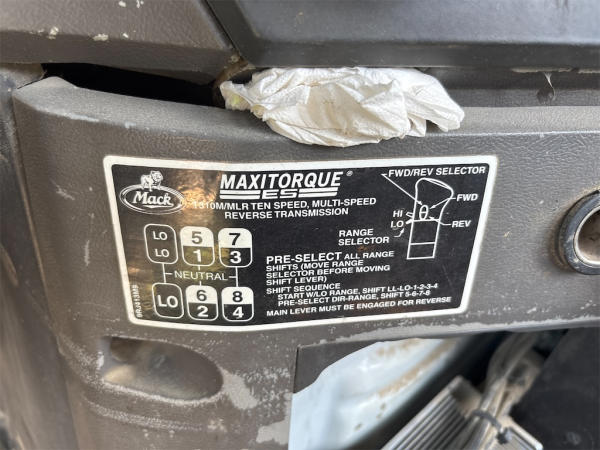 Mack
MAXITORQUE®
ES
1310M/MLR TEN SPEED, MULTI-SPEED
REVERSE TRANSMISSION
FWD/REV SELECTOR
FWD
HI
LO
REV
RANGE
SELECTOR
LO 5 7
LO 1 3
NEUTRAL
LO 6 8
2 4
PRE-SELECT ALL RANGE
SHIFTS (MOVE RANGE
SELECTOR BEFORE MOVING
SHIFT LEVER)
SHIFT SEQUENCE
START W/LO RANGE, SHIFT LL-LO-1-2-3-4
PRE-SELECT DIR-RANGE, SHIFT 5-6-7-8
MAIN LEVER MUST BE ENGAGED FOR REVERSE